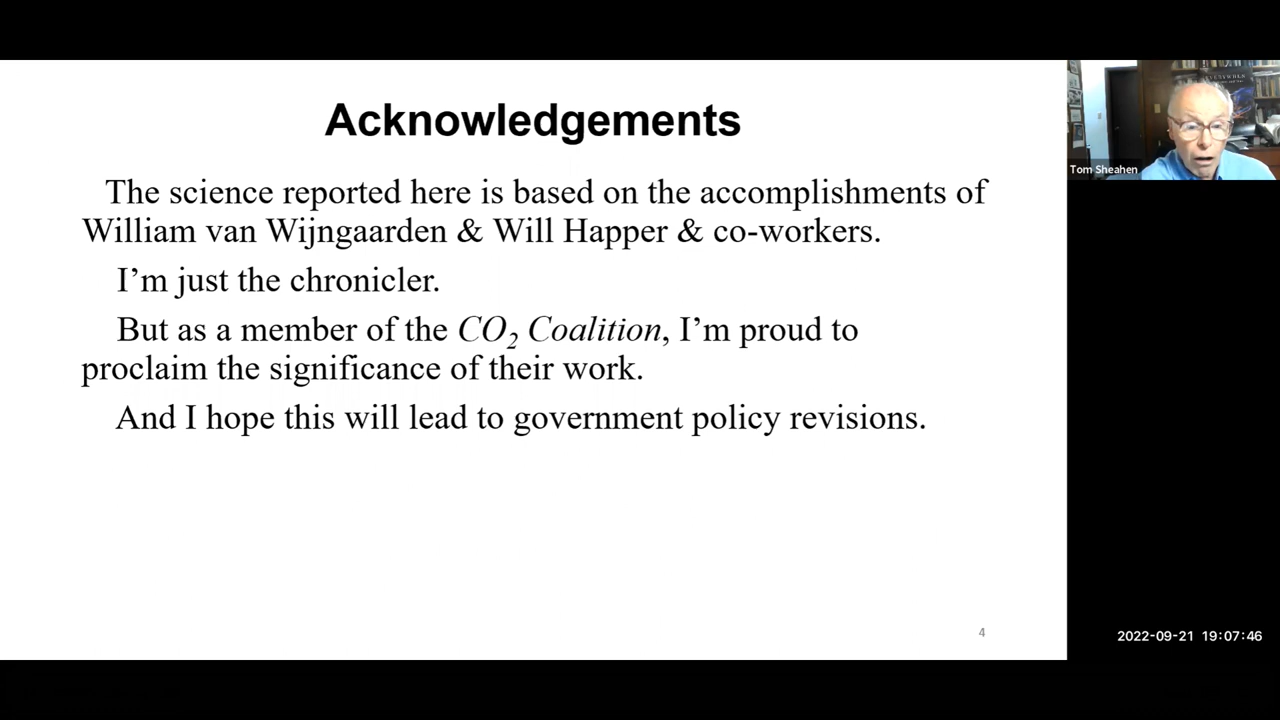 Acknowledgements
The science reported here is based on the accomplishments of
William van Wijngaarden & Will Happer & co-workers.
I'm just the chronicler.
But as a member of the CO₂ Coalition, I'm proud to
proclaim the significance of their work.
And I hope this will lead to government policy revisions.
4
Tom Sheahen
2022-09-21 19:07:46